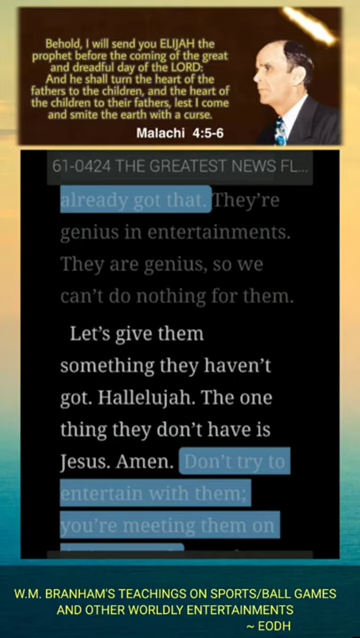 Behold, I will send you ELIJAH the
prophet before the coming of the great
and dreadful day of the LORD:
And he shall turn the heart of the
fathers to the children, and the heart of
the children to their fathers, lest I come
and smite the earth with a curse.
Malachi 4:5-6
61-0424 THE GREATEST NEWS FL...
already got that. They’re
genius in entertainments.
They are genius, so we
can’t do nothing for them.
Let’s give them
something they haven’t
got. Hallelujah. The one
thing they don’t have is
Jesus. Amen. Don’t try to
entertain with them;
you’re meeting them on
W.M. BRANHAM'S TEACHINGS ON SPORTS/BALL GAMES
AND OTHER WORLDLY ENTERTAINMENTS
~ EODH